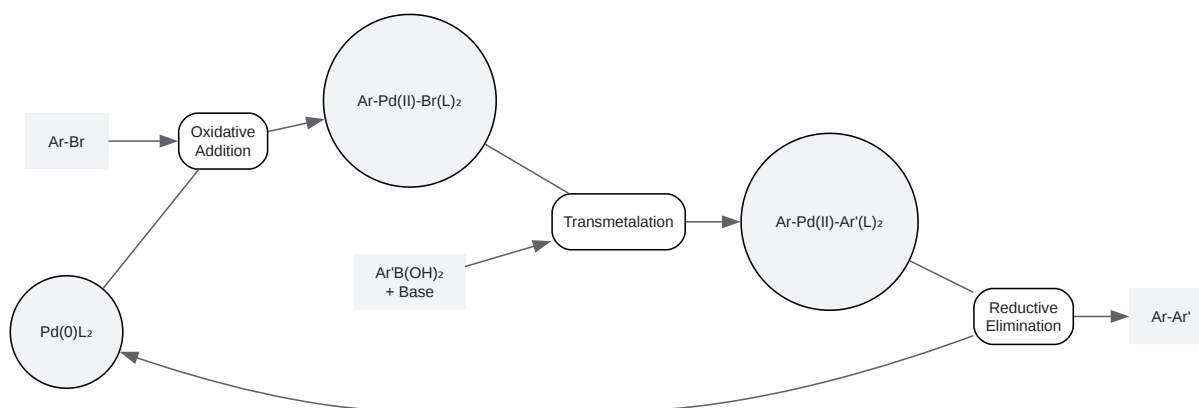 Ar-Br
Oxidative
Addition
Ar-Pd(II)-Br(L)₂
Transmetalation
Ar'B(OH)₂
+ Base
Ar-Pd(II)-Ar'(L)₂
Pd(0)L₂
Reductive
Elimination
Ar-Ar'